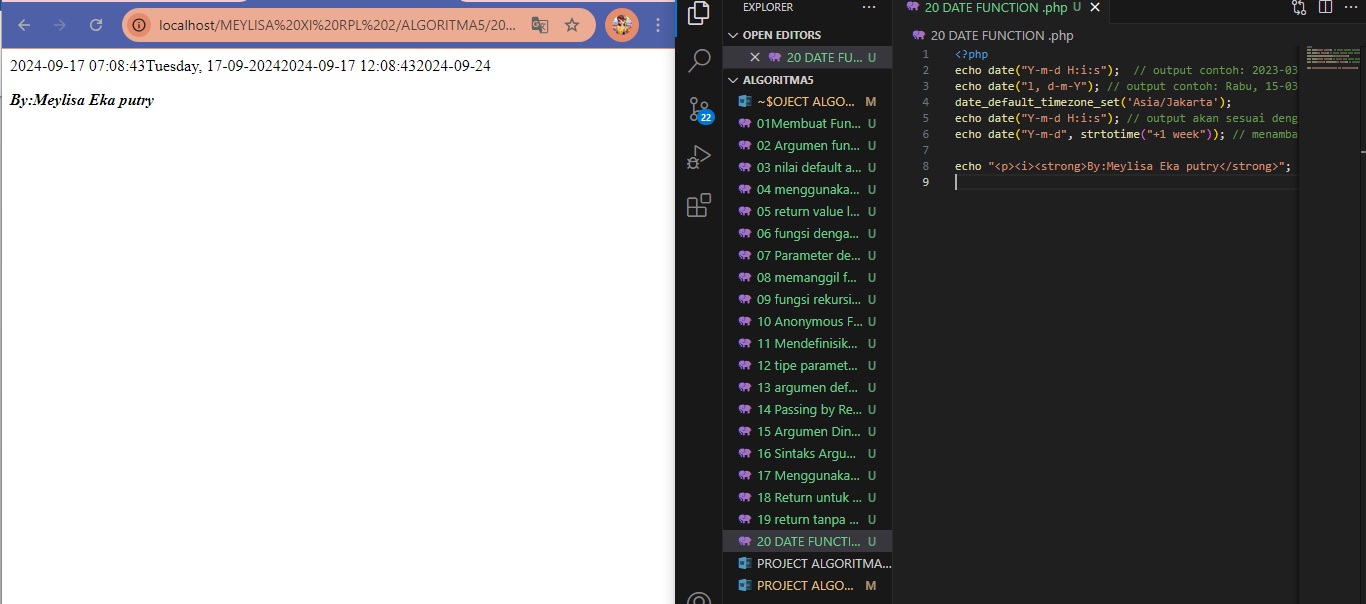 localhost/MEYLISA%20XI%20RPL%202/ALGORITMA5/20...
2024-09-17 07:08:43Tuesday, 17-09-20242024-09-17 12:08:432024-09-24
By:Meylisa Eka putry
EXPLORER
OPEN EDITORS
20 DATE FU... U
ALGORITMA5
~$OJECT ALGO... M
01Membuat Fun... U
02 Argumen fun... U
03 nilai default a... U
04 menggunaka... U
05 return value l... U
06 fungsi denga... U
07 Parameter de... U
08 memanggil f... U
09 fungsi rekursi... U
10 Anonymous F... U
11 Mendefinisik... U
12 tipe paramet... U
13 argumen def... U
14 Passing by Re... U
15 Argumen Din... U
16 Sintaks Argu... U
17 Menggunaka... U
18 Return untuk ... U
19 return tanpa ... U
20 DATE FUNCTI... U
PROJECT ALGORITMA...
PROJECT ALGO... M
22
20 DATE FUNCTION .php U
20 DATE FUNCTION .php
1 <?php
2 echo date("Y-m-d H:i:s");  // output contoh: 2023-03
3 echo date("l, d-m-Y"); // output contoh: Rabu, 15-03
4 date_default_timezone_set('Asia/Jakarta');
5 echo date("Y-m-d H:i:s"); // output akan sesuai deng
6 echo date("Y-m-d", strtotime("+1 week")); // menamba
7
8 echo "<p><i><strong>By:Meylisa Eka putry</strong>";
9